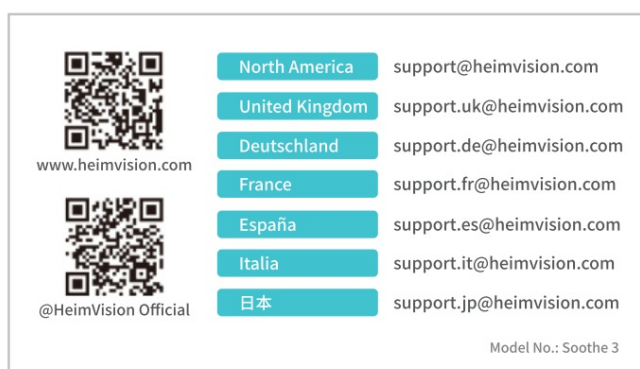 www.heimvision.com
@HeimVision Official
North America support@heimvision.com
United Kingdom support.uk@heimvision.com
Deutschland support.de@heimvision.com
France support.fr@heimvision.com
España support.es@heimvision.com
Italia support.it@heimvision.com
日本 support.jp@heimvision.com
Model No.: Soothe 3